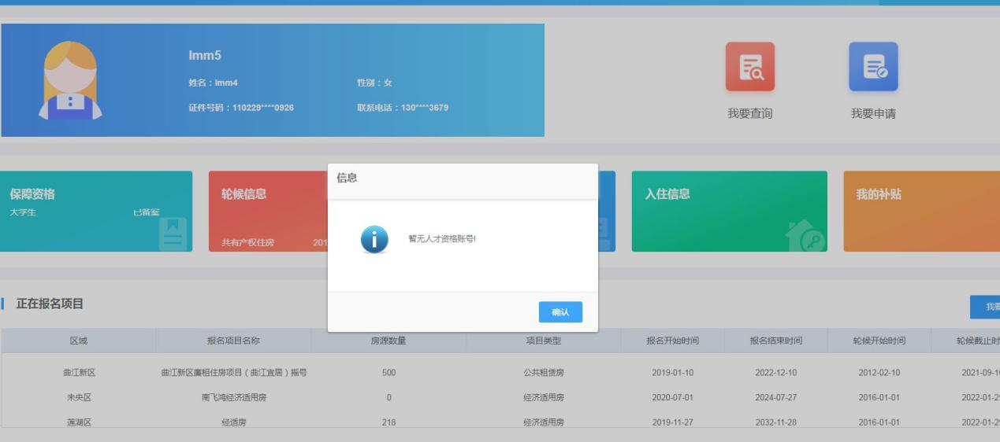 lmm5
姓名：lmm4
性别：女
证件号码：110229****0926
联系电话：130****3679
我要查询
我要申请
保障资格
大学生
已备案
轮候信息
共有产权住房
201
入住信息
我的补贴
信息
暂无人才资格账号!
确认
正在报名项目
我要
区域 报名项目名称 房源数量 项目类型 报名开始时间 报名结束时间 轮候开始时间 轮候截止时
曲江新区 曲江新区廉租住房项目（曲江宜居）摇号 500 公共租赁房 2019-01-10 2022-12-10 2012-02-10 2021-09-10
未央区 南飞鸿经济适用房 0 经济适用房 2020-07-01 2024-07-27 2016-01-01 2022-01-29
莲湖区 经适房 218 经济适用房 2019-11-27 2032-11-28 2016-01-01 2022-01-29